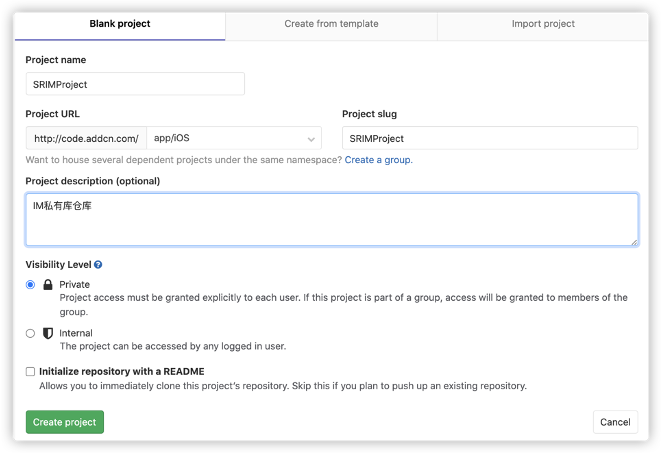 Blank project
Create from template
Import project
Project name
SRIMProject
Project URL
Project slug
http://code.addcn.com/
app/iOS
SRIMProject
Want to house several dependent projects under the same namespace? Create a group.
Project description (optional)
IM私有库仓库
Visibility Level
Private
Project access must be granted explicitly to each user. If this project is part of a group, access will be granted to members of the
group.
Internal
The project can be accessed by any logged in user.
Initialize repository with a README
Allows you to immediately clone this project's repository. Skip this if you plan to push up an existing repository.
Create project
Cancel